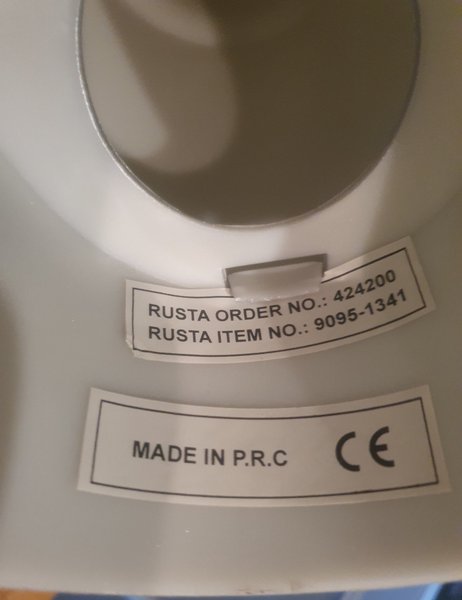 RUSTA ORDER NO.: 424200
RUSTA ITEM NO.: 9095-1341
MADE IN P.R.C CE